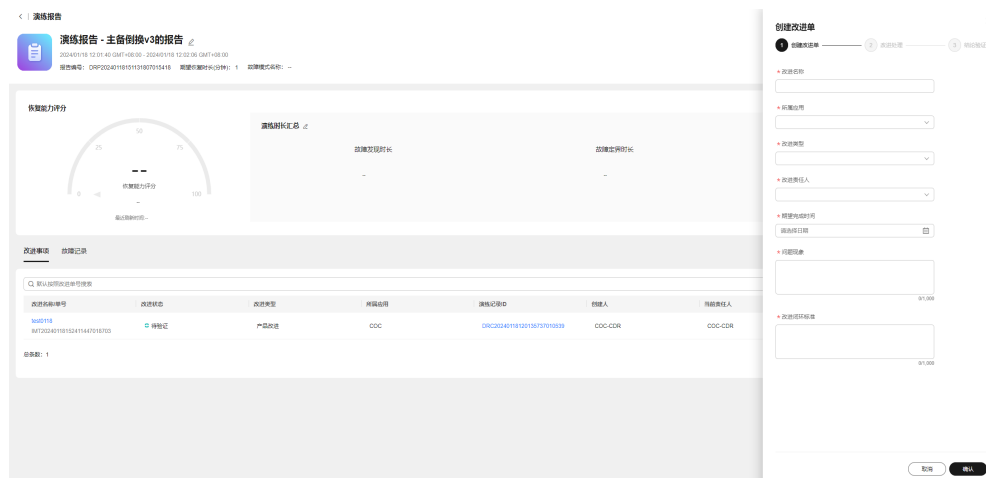 演练报告
演练报告 - 主备倒换v3的报告
2024/01/18 12:01:40 GMT+08:00 - 2024/01/18 12:02:06 GMT+08:00
报告编号： DRP20240118151131807015418 期望恢复时长(分钟)： 1 故障模式名称： --
恢复能力评分
0 25 50 75 100
--
恢复能力评分
--
最近刷新时间 --
演练时长汇总
故障发现时长 故障定界时长
-- --
改进事项 故障记录
默认按照改进单号搜索
改进名称/单号 改进状态 改进类型 所属应用 演练记录ID 创建人 当前责任人
test0118 待验证 产品改进 COC DRC20240118120135737010539 COC-CDR COC-CDR
IMT20240118152411447018703
总条数： 1
创建改进单
1 创建改进单 2 改进处理 3
* 改进名称
* 所属应用
* 改进类型
* 改进责任人
* 期望完成时间
请选择日期
* 问题现象
0/1,000
* 改进闭环标准
0/1,000
取消 确认